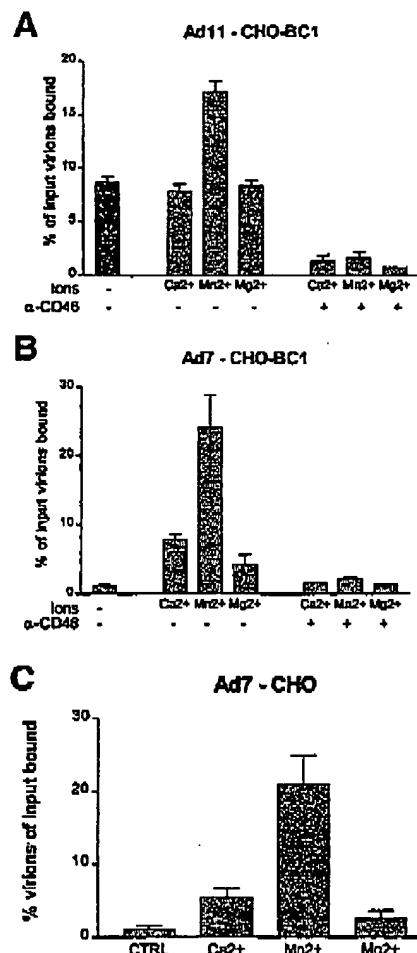 A
Ad11 - CHO-BC1
% of input virions bound
20
15
10
5
0
Ions - Ca2+ Mn2+ Mg2+ Ca2+ Mn2+ Mg2+
α-CD46 - - - - + + +
B
Ad7 - CHO-BC1
% of input virions bound
30
20
10
0
Ions - Ca2+ Mn2+ Mg2+ Ca2+ Mn2+ Mg2+
α-CD46 - - - - + + +
C
Ad7 - CHO
% virions of input bound
30
20
10
0
CTRL Ca2+ Mn2+ Mg2+